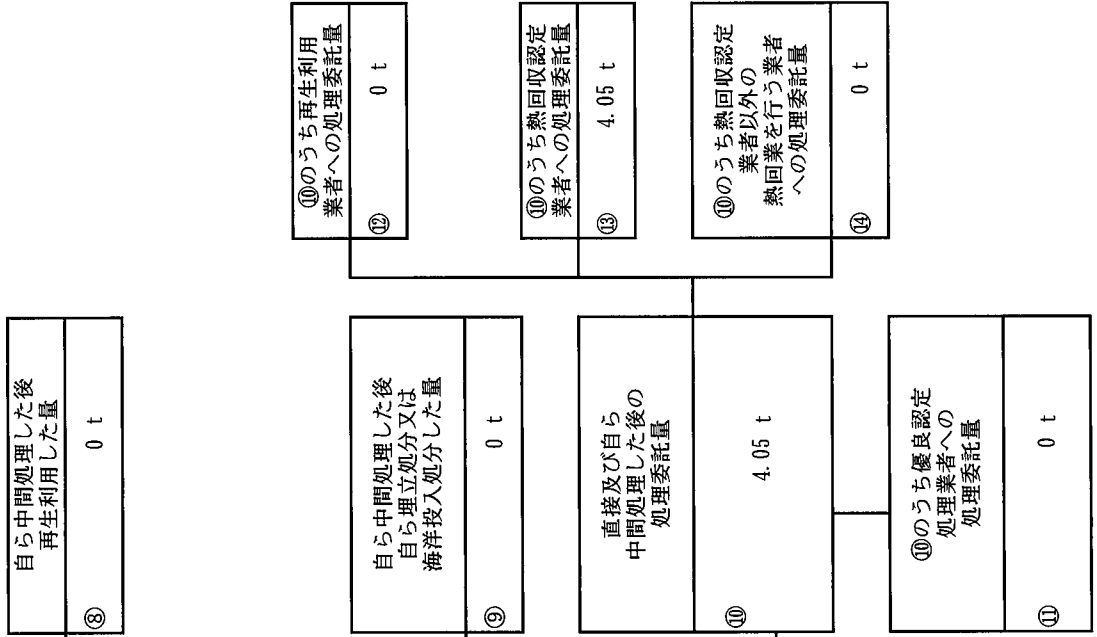 自ら中間処理した後
再生利用した量
⑧
0 t
自ら中間処理した後
自ら埋立処分又は
海洋投入処分した量
⑨
0 t
直接及び自ら
中間処理した後の
処理委託量
⑩
4.05 t
⑩のうち優良認定
処理業者への
処理委託量
⑪
0 t
⑩のうち再生利用
業者への処理委託量
⑫
0 t
⑩のうち熱回収認定
業者への処理委託量
⑬
4.05 t
⑩のうち熱回収認定
業者以外の
熱回業を行う業者
への処理委託量
⑭
0 t